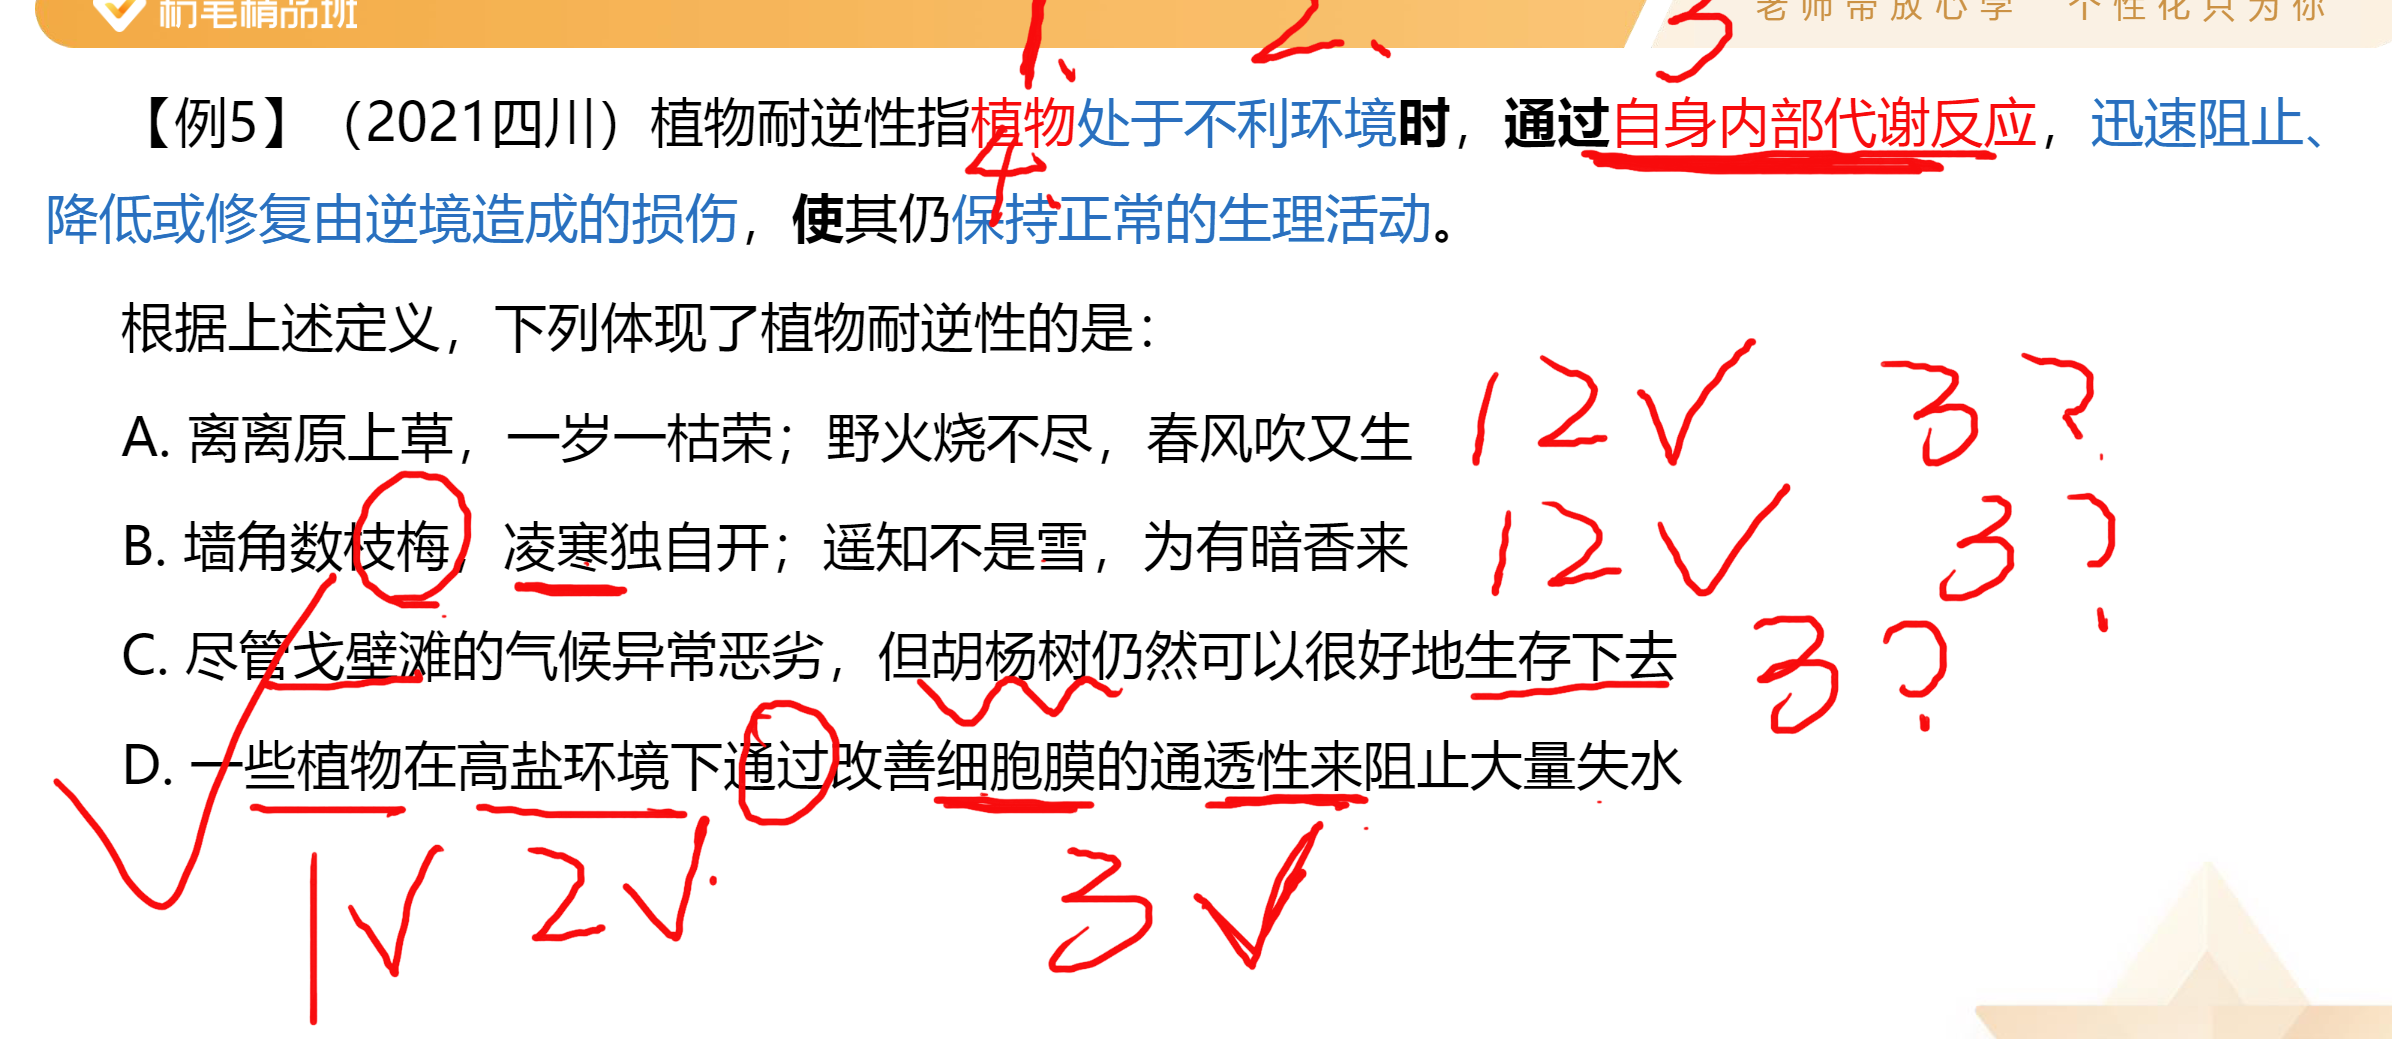 粉笔精品班 1. 2. 3 老师带放心学 个性化只为你
【例5】（2021四川）植物耐逆性指植物处于不利环境时，通过自身内部代谢反应，迅速阻止、
4.
降低或修复由逆境造成的损伤，使其仍保持正常的生理活动。
根据上述定义，下列体现了植物耐逆性的是：
A. 离离原上草，一岁一枯荣；野火烧不尽，春风吹又生 12✓ 3?
B. 墙角数枝梅，凌寒独自开；遥知不是雪，为有暗香来 12✓ 3?
C. 尽管戈壁滩的气候异常恶劣，但胡杨树仍然可以很好地生存下去 3?
D. 一些植物在高盐环境下通过改善细胞膜的通透性来阻止大量失水
1✓ 2✓ 3✓